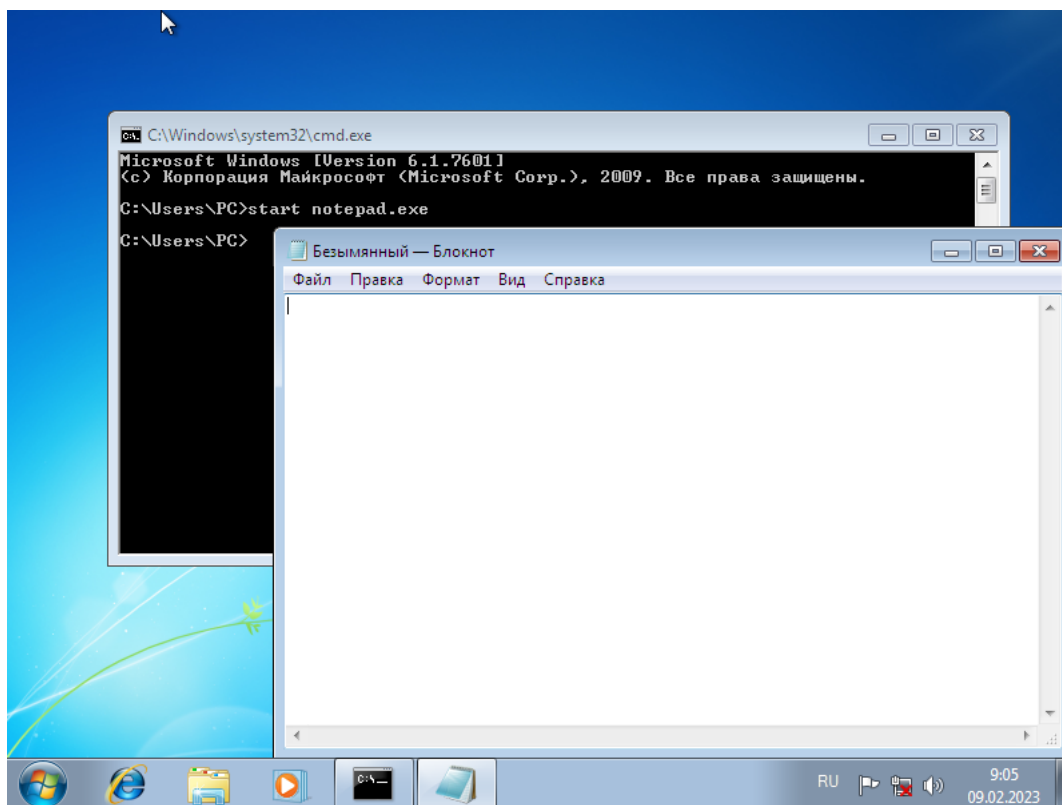 C:\Windows\system32\cmd.exe
Microsoft Windows [Version 6.1.7601]
(c) Корпорация Майкрософт (Microsoft Corp.), 2009. Все права защищены.
C:\Users\PC>start notepad.exe
C:\Users\PC>
Безымянный — Блокнот
Файл Правка Формат Вид Справка
C:\_
RU
9:05
09.02.2023